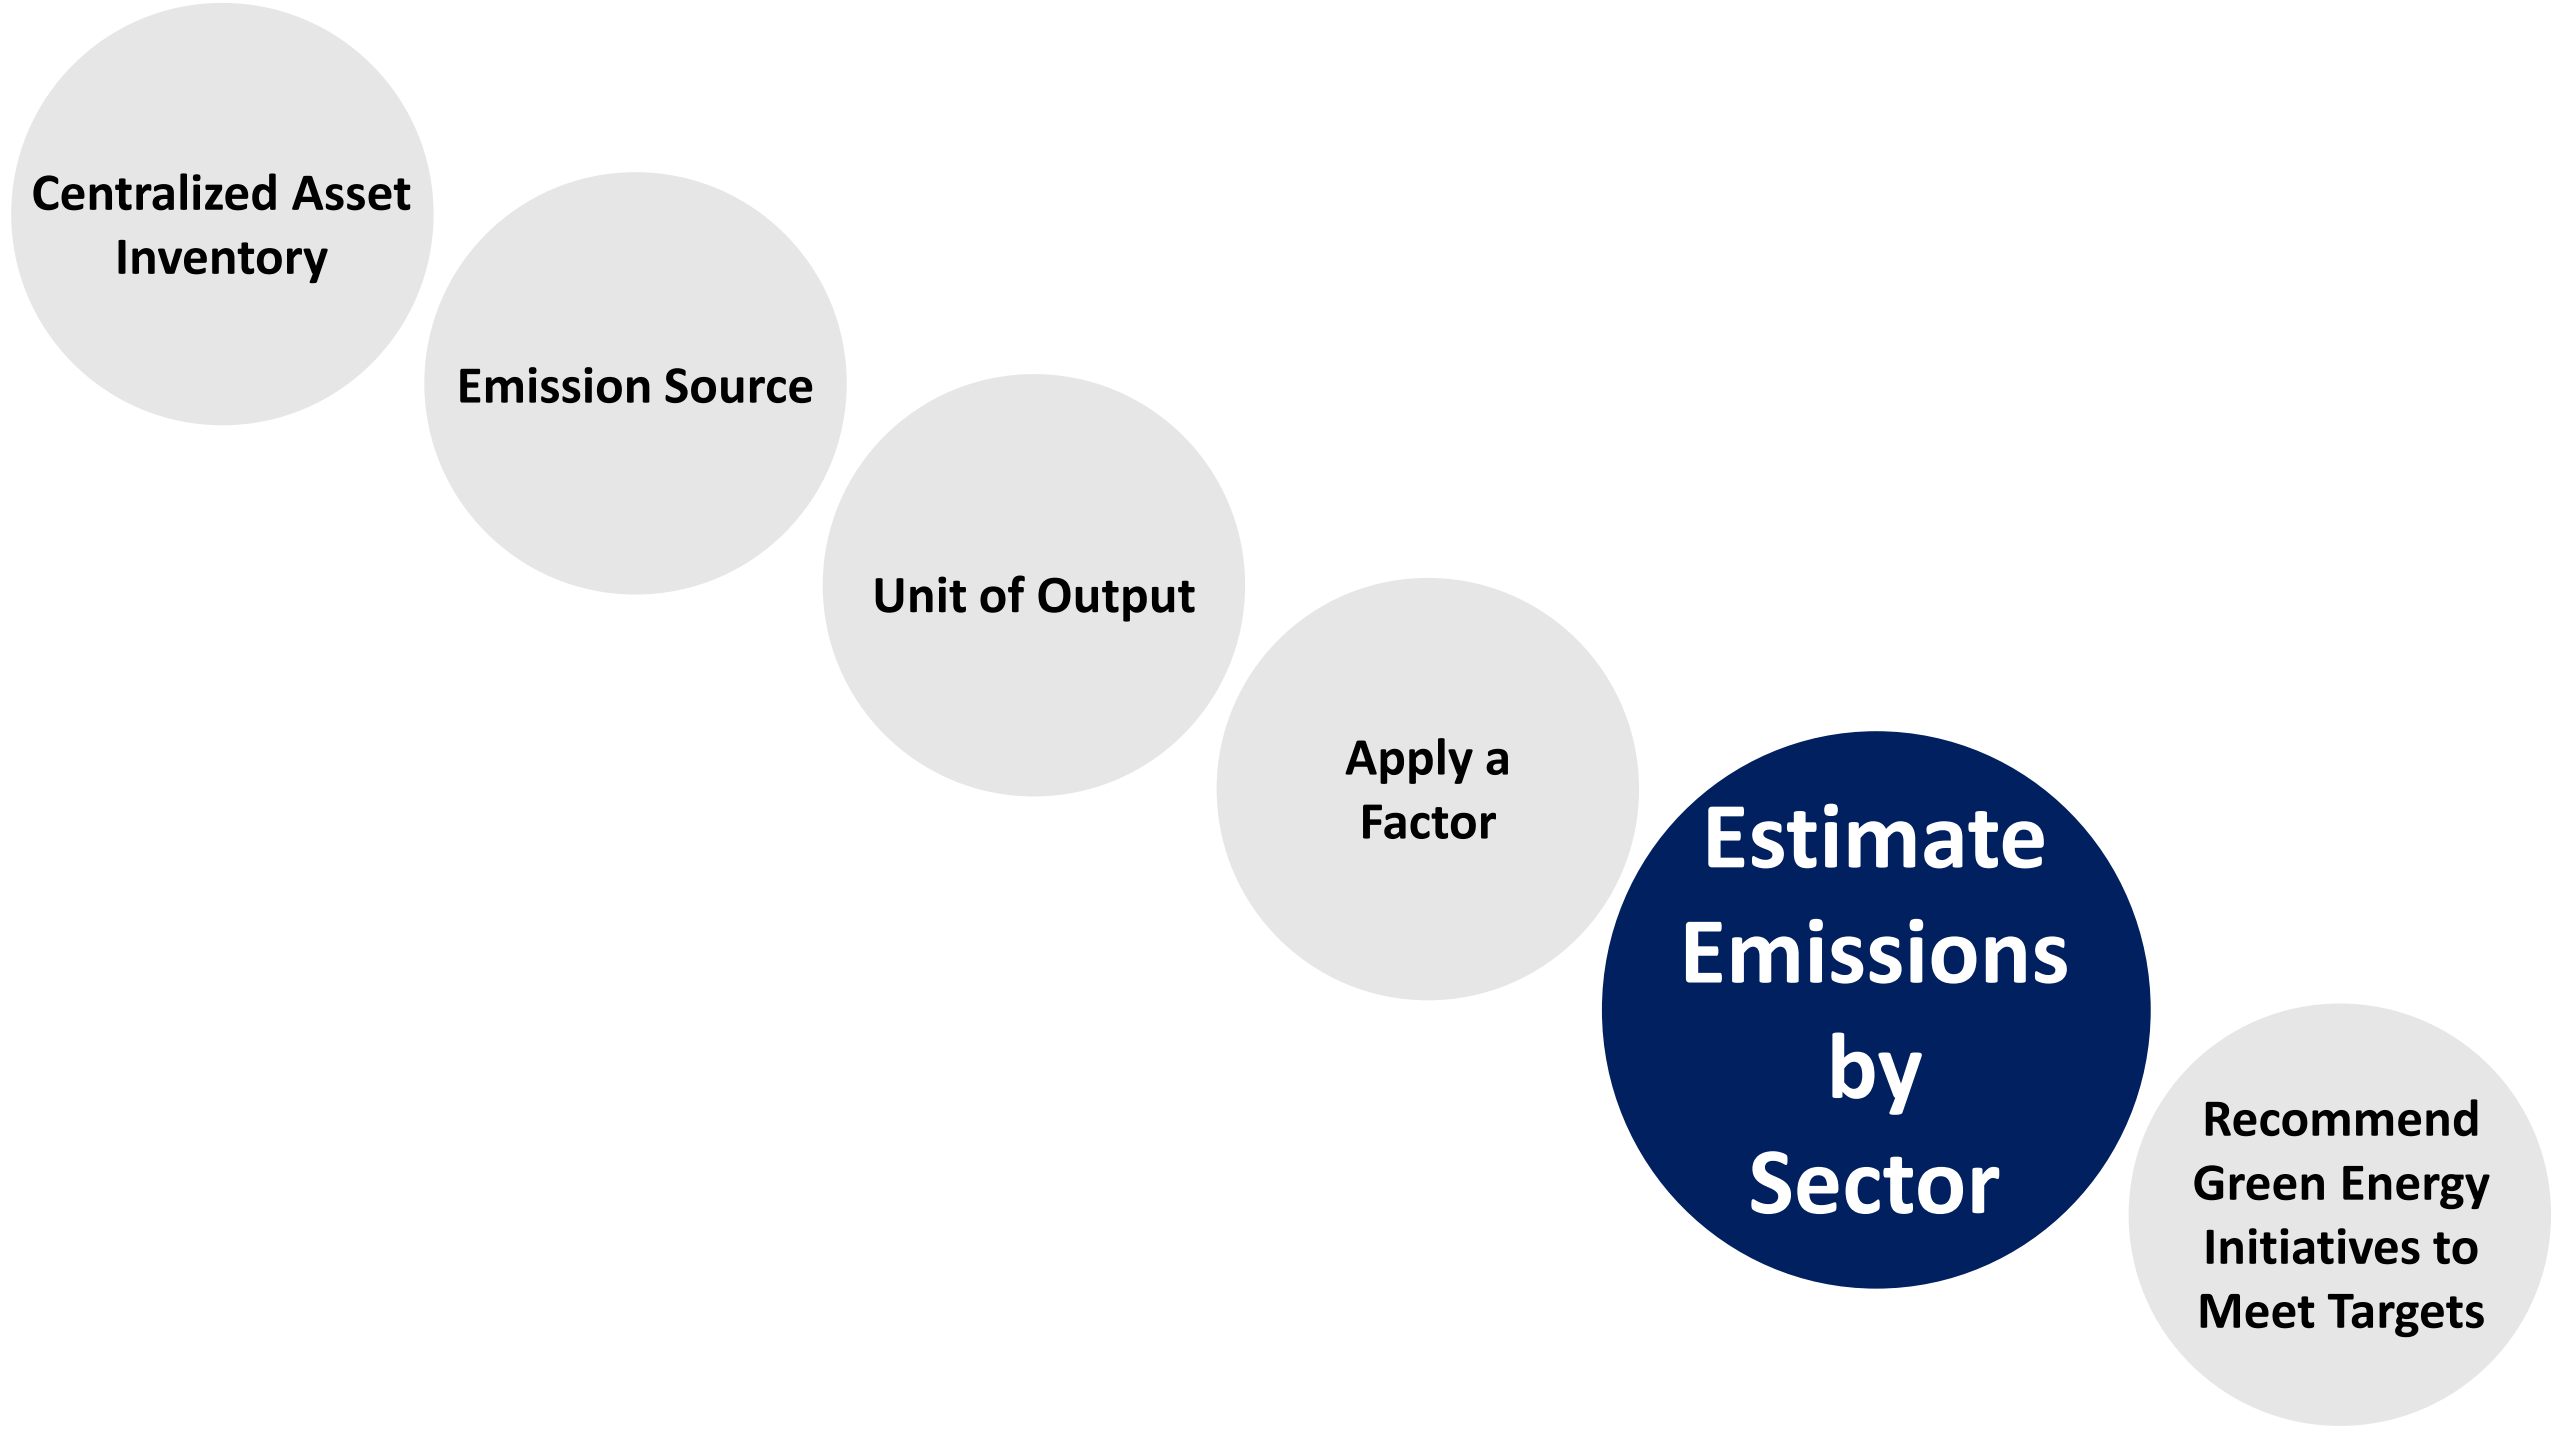 Centralized Asset
Inventory
Emission Source
Unit of Output
Apply a
Factor
Estimate
Emissions
by
Sector
Recommend
Green Energy
Initiatives to
Meet Targets